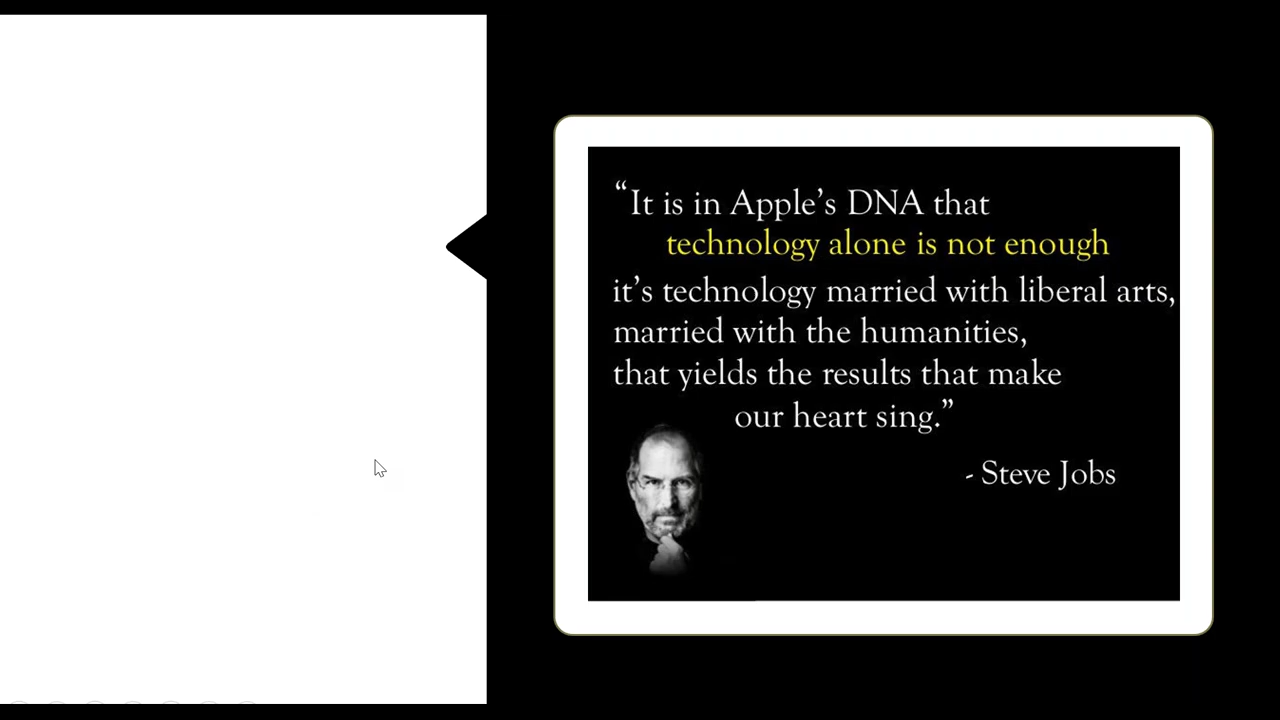 “It is in Apple’s DNA that
technology alone is not enough
it’s technology married with liberal arts,
married with the humanities,
that yields the results that make
our heart sing.”
- Steve Jobs